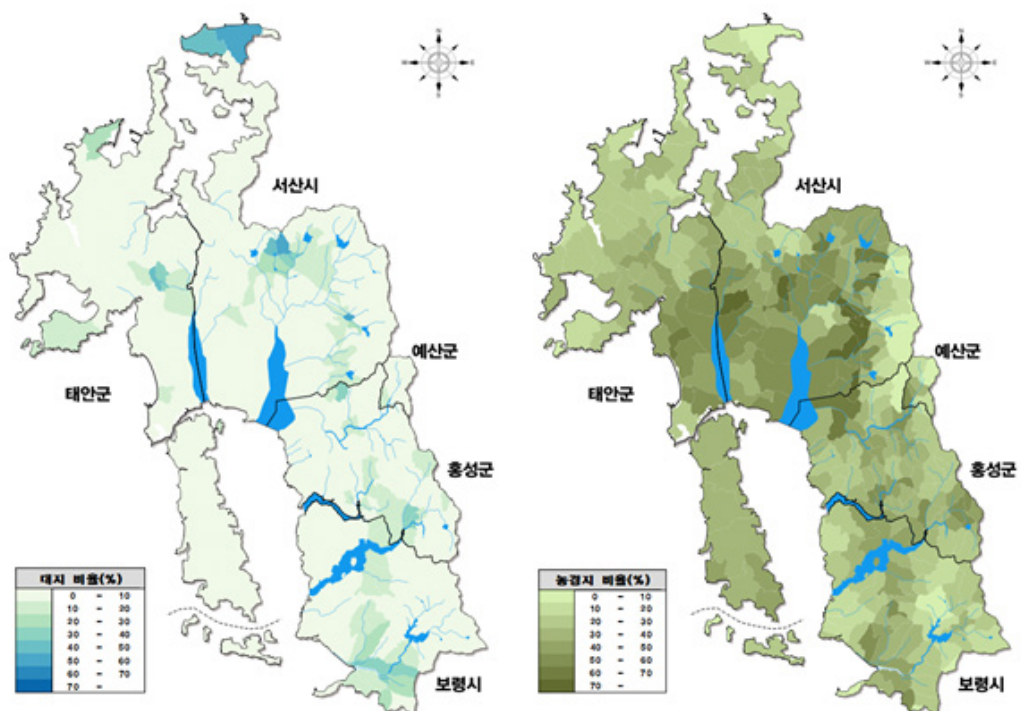 서산시
예산군
태안군
홍성군
보령시
대지 비율(%)
0 - 10
10 - 20
20 - 30
30 - 40
40 - 50
50 - 60
60 - 70
70 -
서산시
예산군
태안군
홍성군
보령시
농경지 비율(%)
0 - 10
10 - 20
20 - 30
30 - 40
40 - 50
50 - 60
60 - 70
70 -